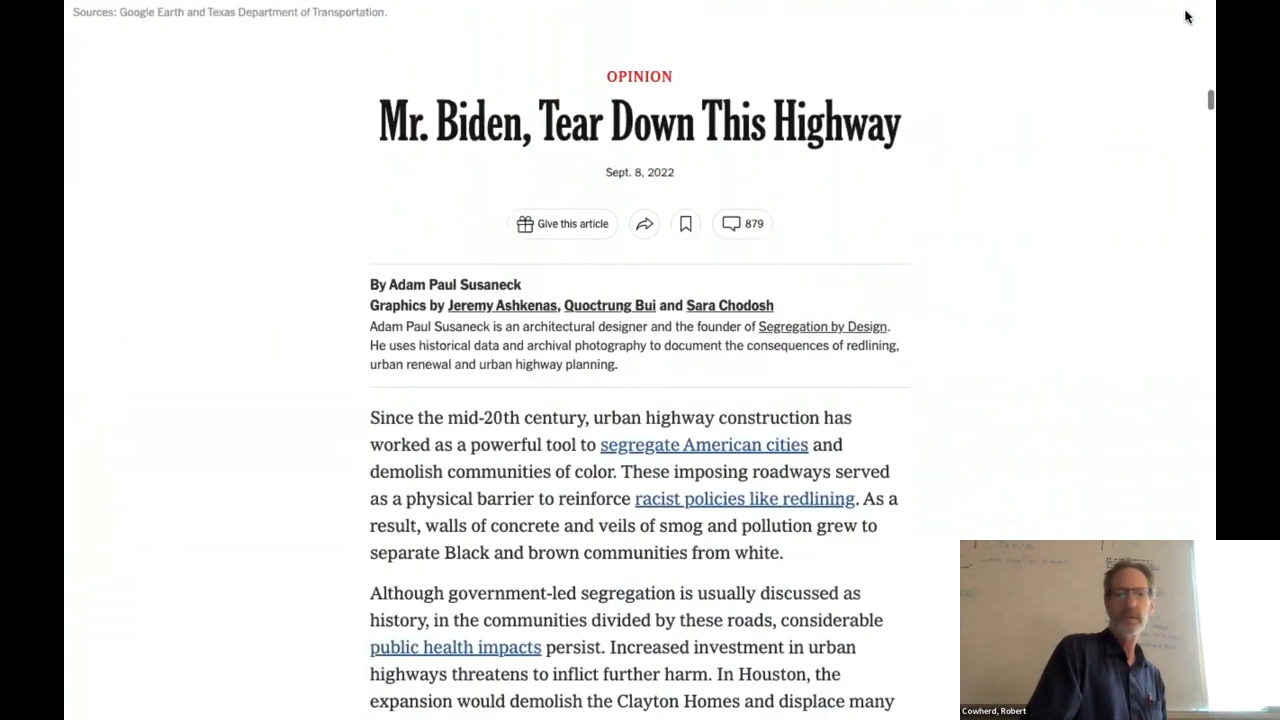 Sources: Google Earth and Texas Department of Transportation.
OPINION
Mr. Biden, Tear Down This Highway
Sept. 8, 2022
Give this article
879
By Adam Paul Susaneck
Graphics by Jeremy Ashkenas, Quoctrung Bui and Sara Chodosh
Adam Paul Susaneck is an architectural designer and the founder of Segregation by Design.
He uses historical data and archival photography to document the consequences of redlining,
urban renewal and urban highway planning.
Since the mid-20th century, urban highway construction has
worked as a powerful tool to segregate American cities and
demolish communities of color. These imposing roadways served
as a physical barrier to reinforce racist policies like redlining. As a
result, walls of concrete and veils of smog and pollution grew to
separate Black and brown communities from white.
Although government-led segregation is usually discussed as
history, in the communities divided by these roads, considerable
public health impacts persist. Increased investment in urban
highways threatens to inflict further harm. In Houston, the
expansion would demolish the Clayton Homes and displace many
Cowherd, Robert